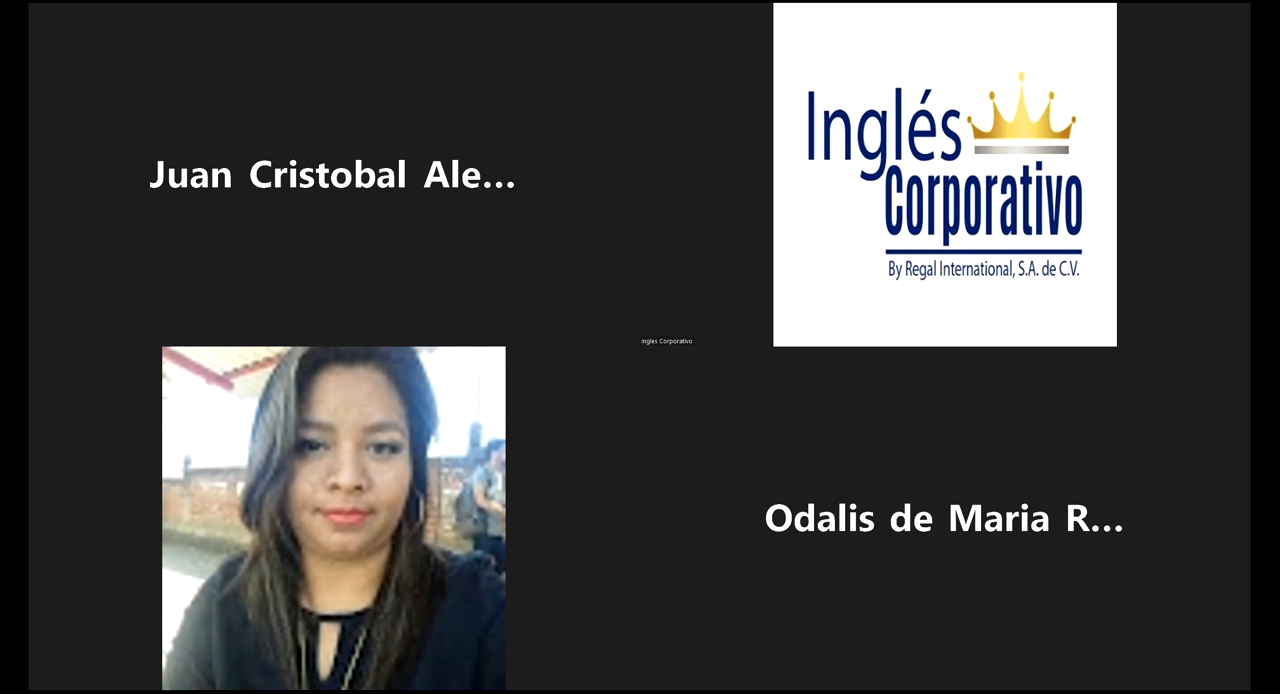 Juan Cristobal Ale...
Inglés
Corporativo
By Regal International, S.A. de C.V.
Ingles Corporativo
Odalis de Maria R...